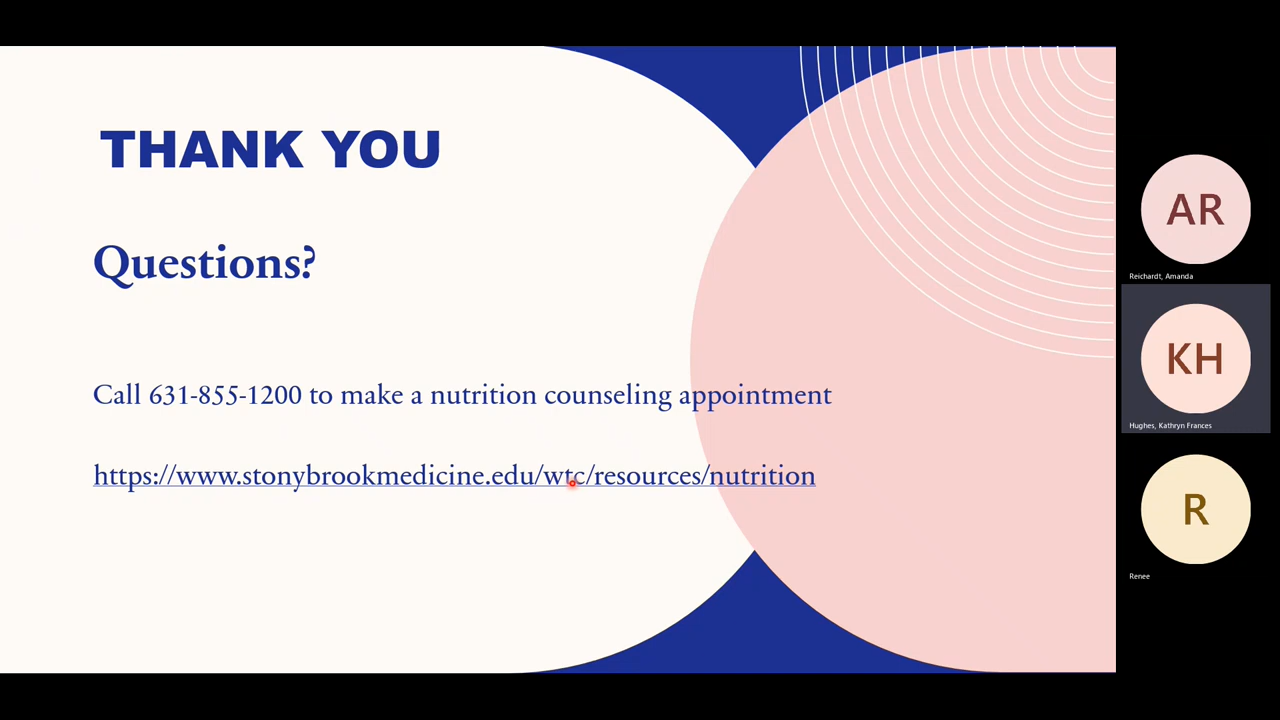 THANK YOU
Questions?
Call 631-855-1200 to make a nutrition counseling appointment
https://www.stonybrookmedicine.edu/wtc/resources/nutrition
AR
Reichardt, Amanda
KH
Hughes, Kathryn Frances
R
Renee